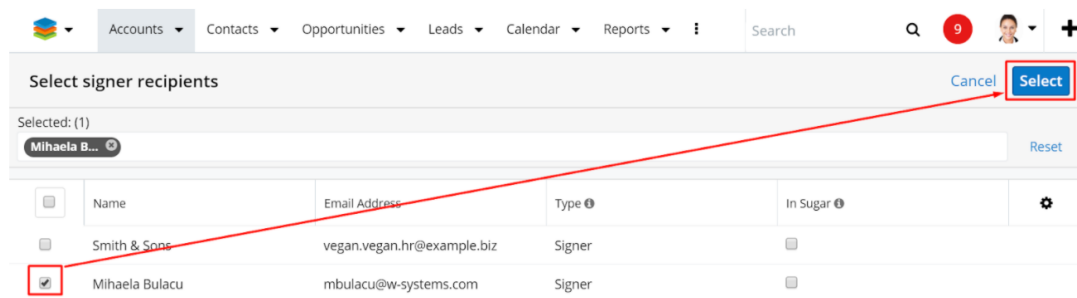 Accounts Contacts Opportunities Leads Calendar Reports Search 9
Select signer recipients Cancel Select
Selected: (1)
Mihaela B... Reset
Name Email Address Type In Sugar
Smith & Sons vegan.vegan.hr@example.biz Signer
Mihaela Bulacu mbulacu@w-systems.com Signer